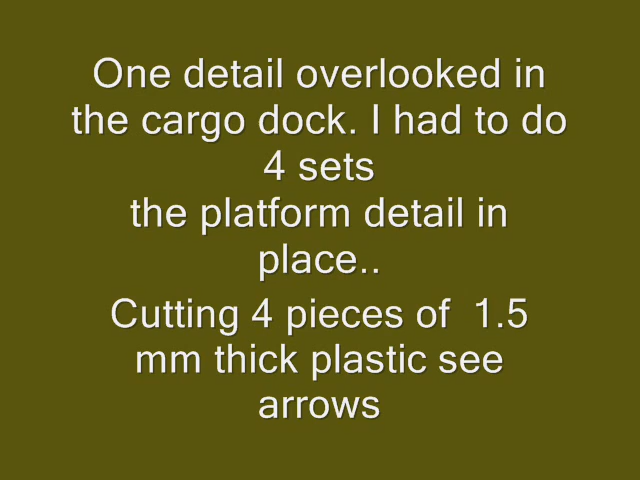 One detail overlooked in
the cargo dock. I had to do
4 sets
the platform detail in
place..
Cutting 4 pieces of  1.5
mm thick plastic see
arrows